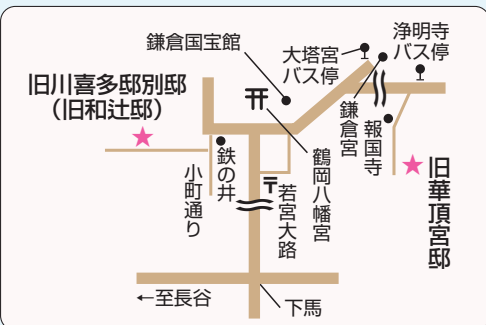 鎌倉国宝館
大塔宮
バス停
浄明寺
バス停
旧川喜多邸別邸
（旧和辻邸）
鎌倉宮
報国寺
鉄の井
小町通り
鶴岡八幡宮
若宮大路
旧華頂宮邸
←至長谷
下馬